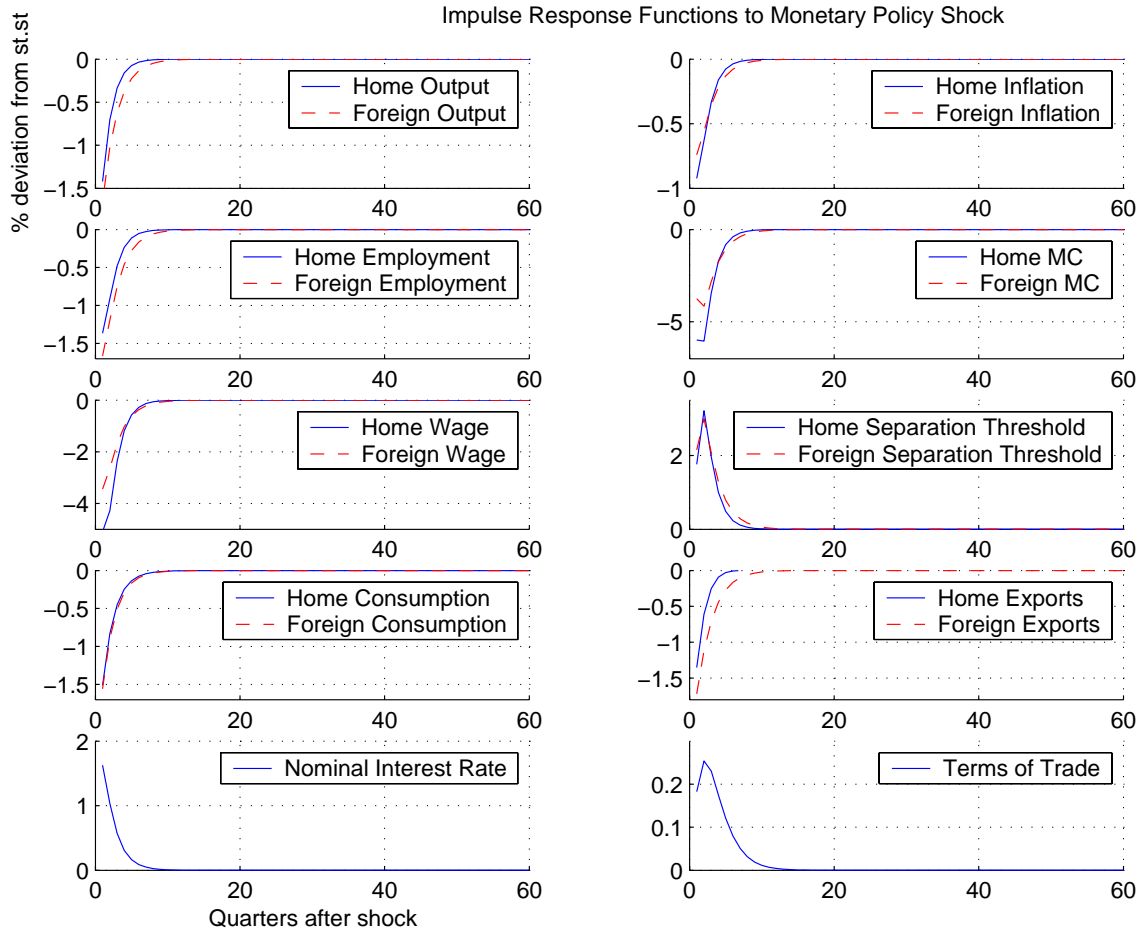 Impulse Response Functions to Monetary Policy Shock
% deviation from st.st
0
−0.5
−1
−1.5
0 20 40 60
Home Output
Foreign Output
0
−0.5
−1
0 20 40 60
Home Inflation
Foreign Inflation
0
−0.5
−1
−1.5
0 20 40 60
Home Employment
Foreign Employment
0
−5
0 20 40 60
Home MC
Foreign MC
0
−2
−4
0 20 40 60
Home Wage
Foreign Wage
2
0
0 20 40 60
Home Separation Threshold
Foreign Separation Threshold
0
−0.5
−1
−1.5
0 20 40 60
Home Consumption
Foreign Consumption
0
−0.5
−1
−1.5
0 20 40 60
Home Exports
Foreign Exports
2
1
0
0 20 40 60
Nominal Interest Rate
Quarters after shock
0.2
0.1
0
0 20 40 60
Terms of Trade